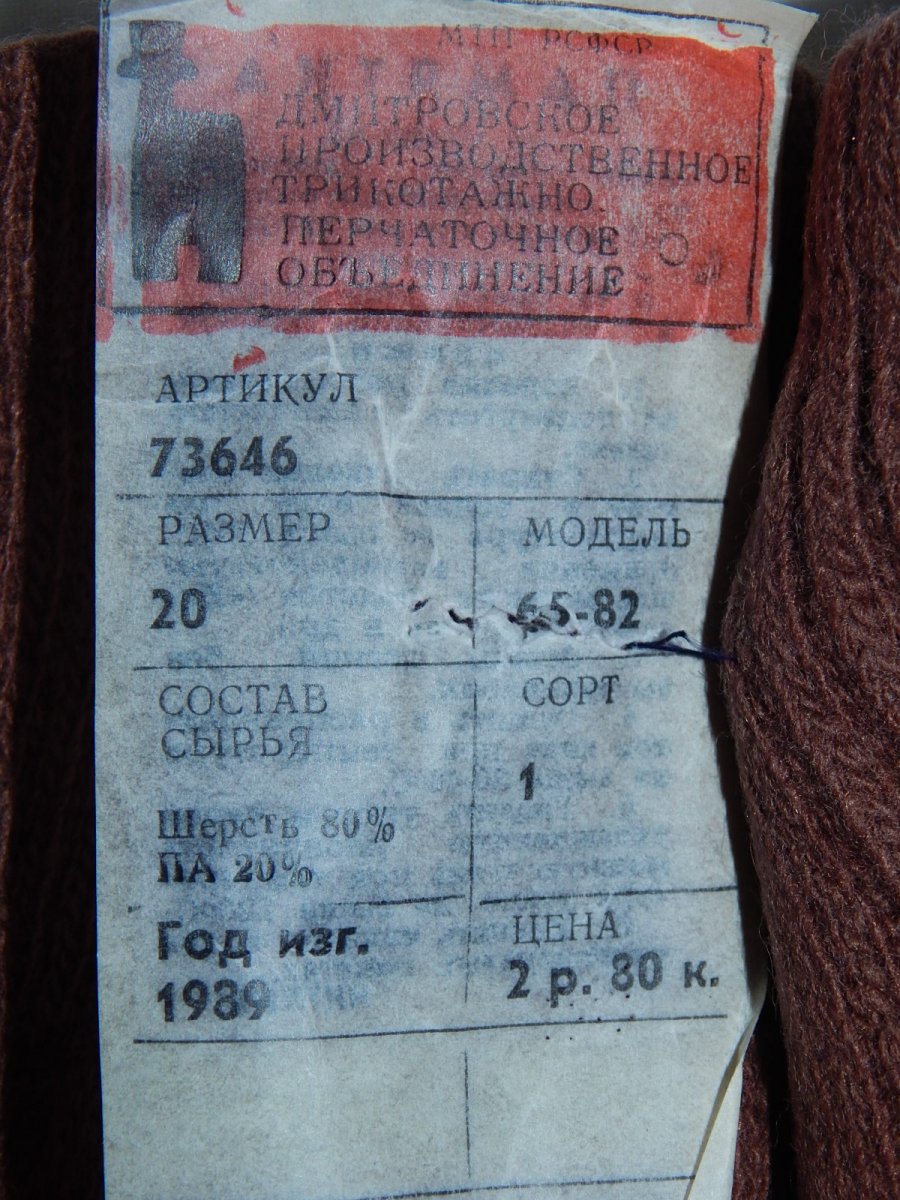 МТП РСФСР
ДМИТРОВСКОЕ
ПРОИЗВОДСТВЕННОЕ
ТРИКОТАЖНО.
ПЕРЧАТОЧНОЕ
ОБЪЕДИНЕНИЕ
АРТИКУЛ
73646
РАЗМЕР
20
МОДЕЛЬ
65-82
СОСТАВ
СЫРЬЯ
Шерсть 80%
ПА 20%
СОРТ
1
Год изг.
1989
ЦЕНА
2 р. 80 к.